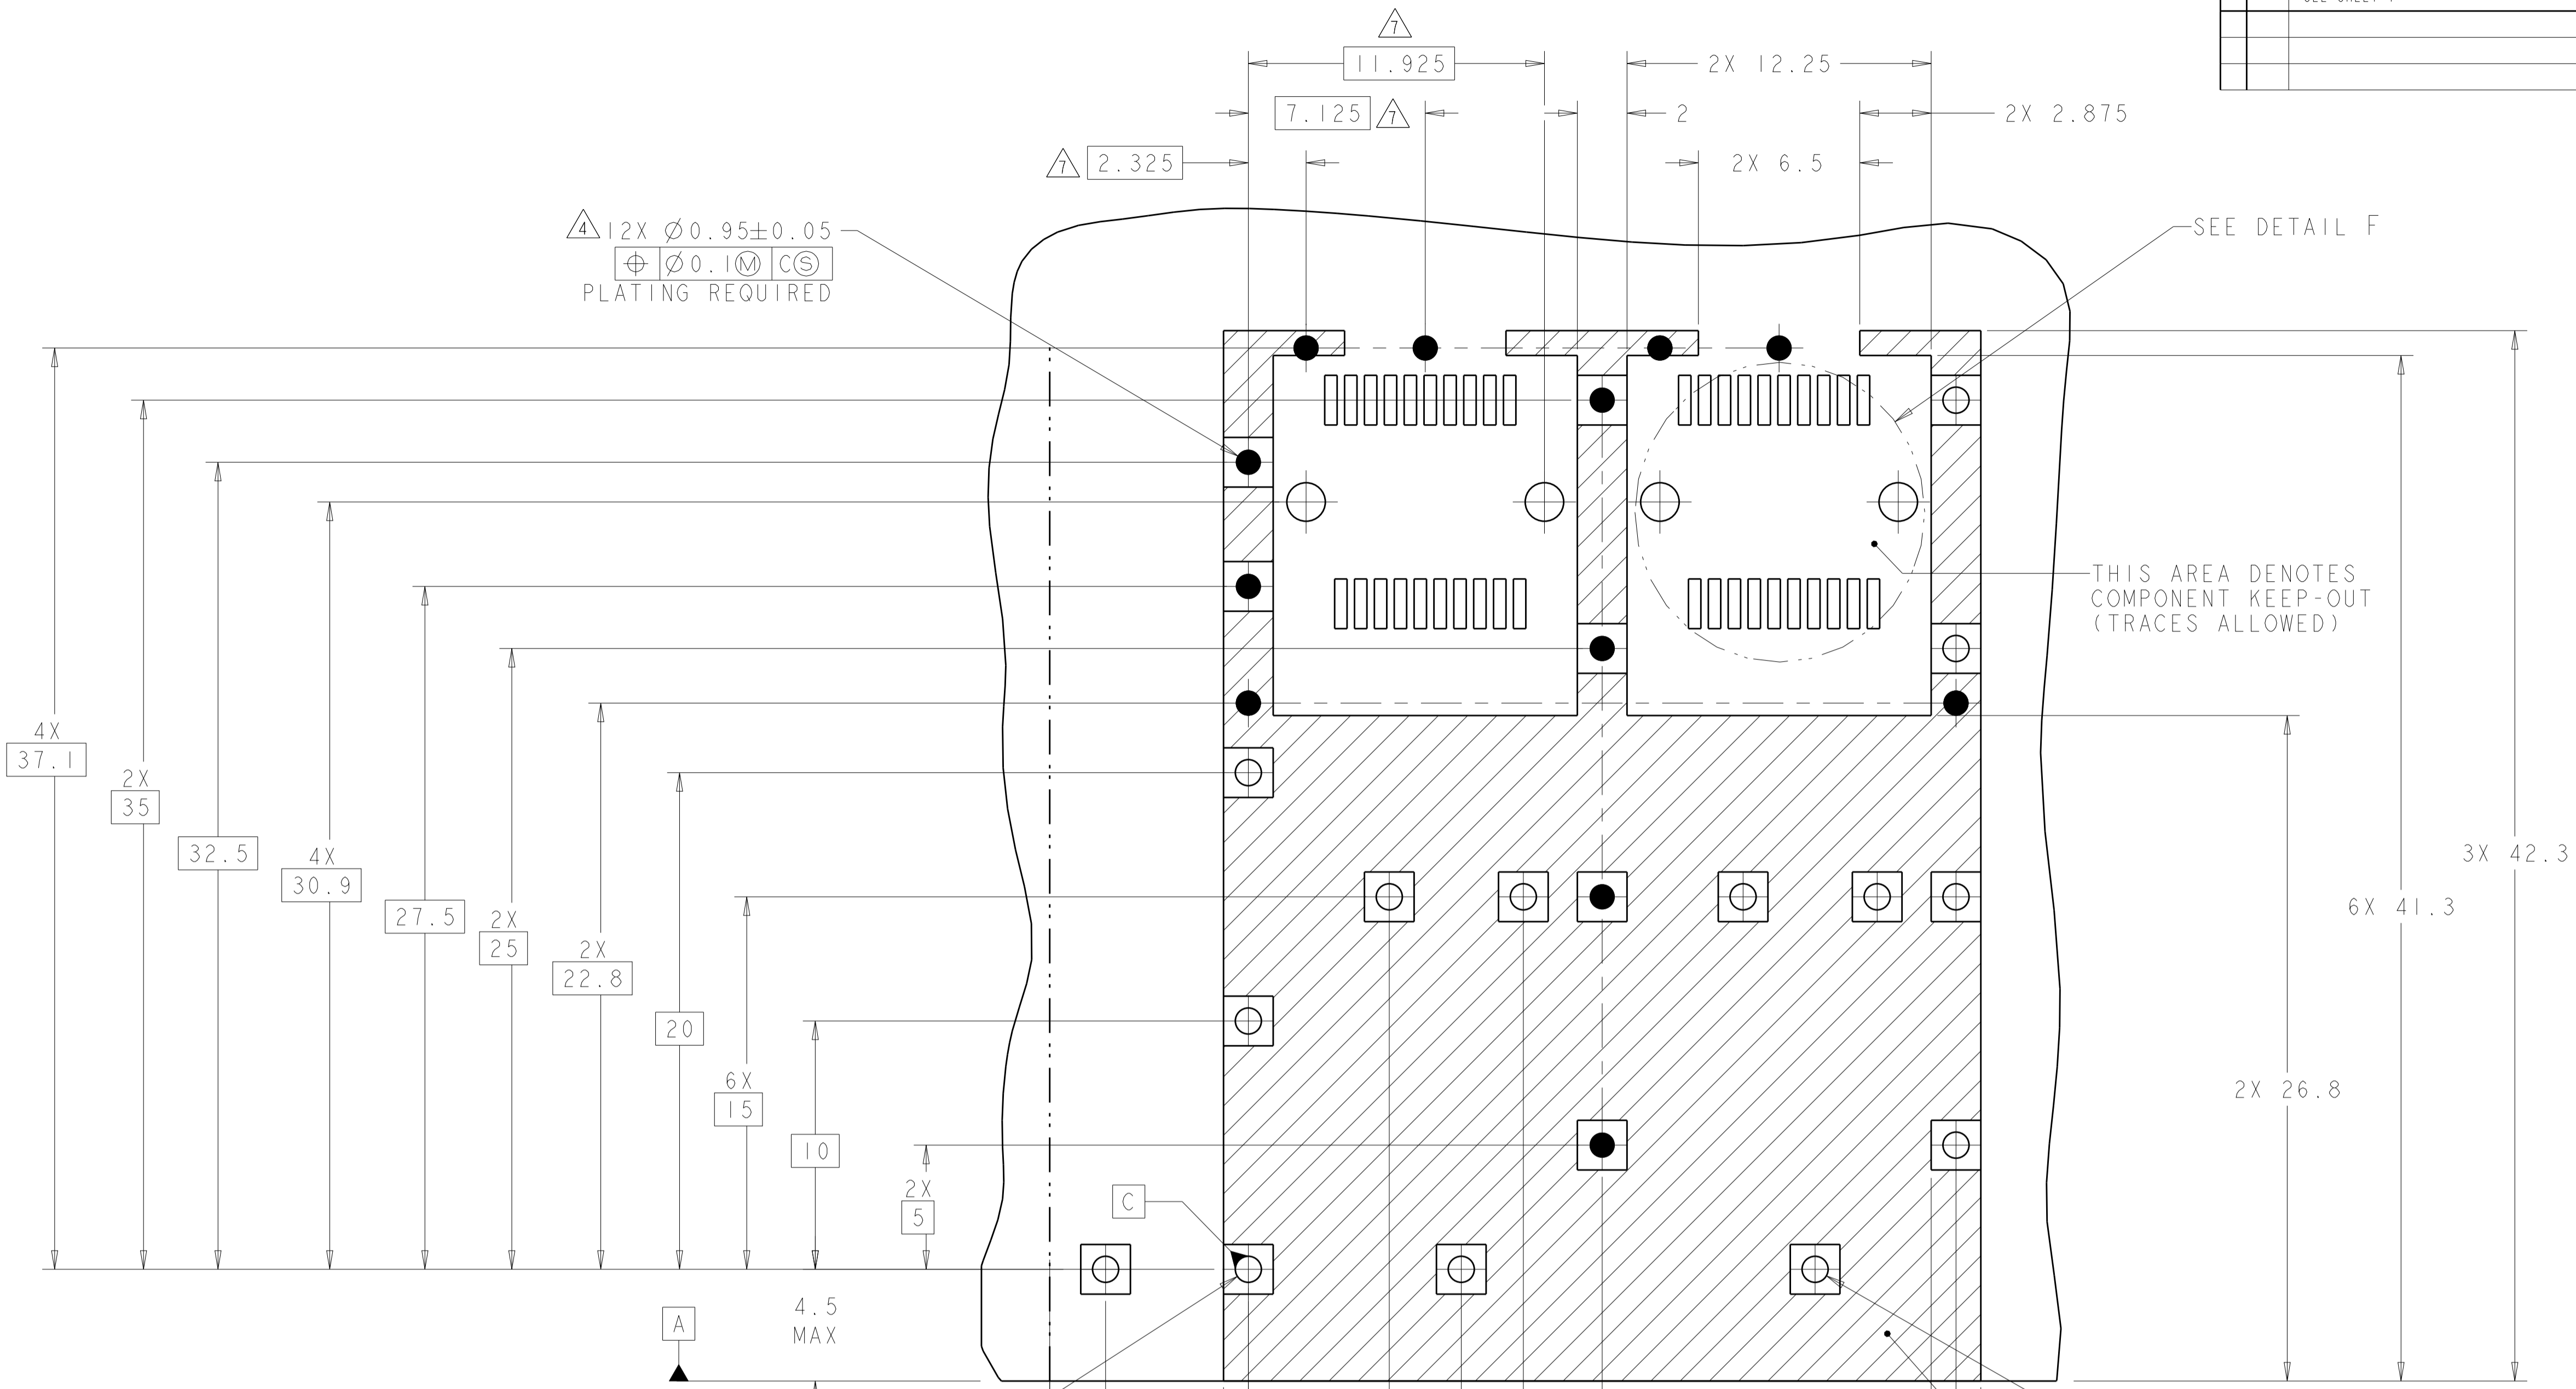 7
11.925
2X 12.25
7.125 7
2
2X 2.875
7 2.325
2X 6.5
4 12X Ø0.95±0.05
⌖ Ø0.1Ⓜ CⓈ
PLATING REQUIRED
SEE DETAIL F
THIS AREA DENOTES
COMPONENT KEEP-OUT
(TRACES ALLOWED)
4X
37.1
2X
35
32.5
4X
30.9
27.5
2X
25
2X
22.8
20
6X
15
10
2X
5
3X 42.3
6X 41.3
2X 26.8
C
A
4.5
MAX